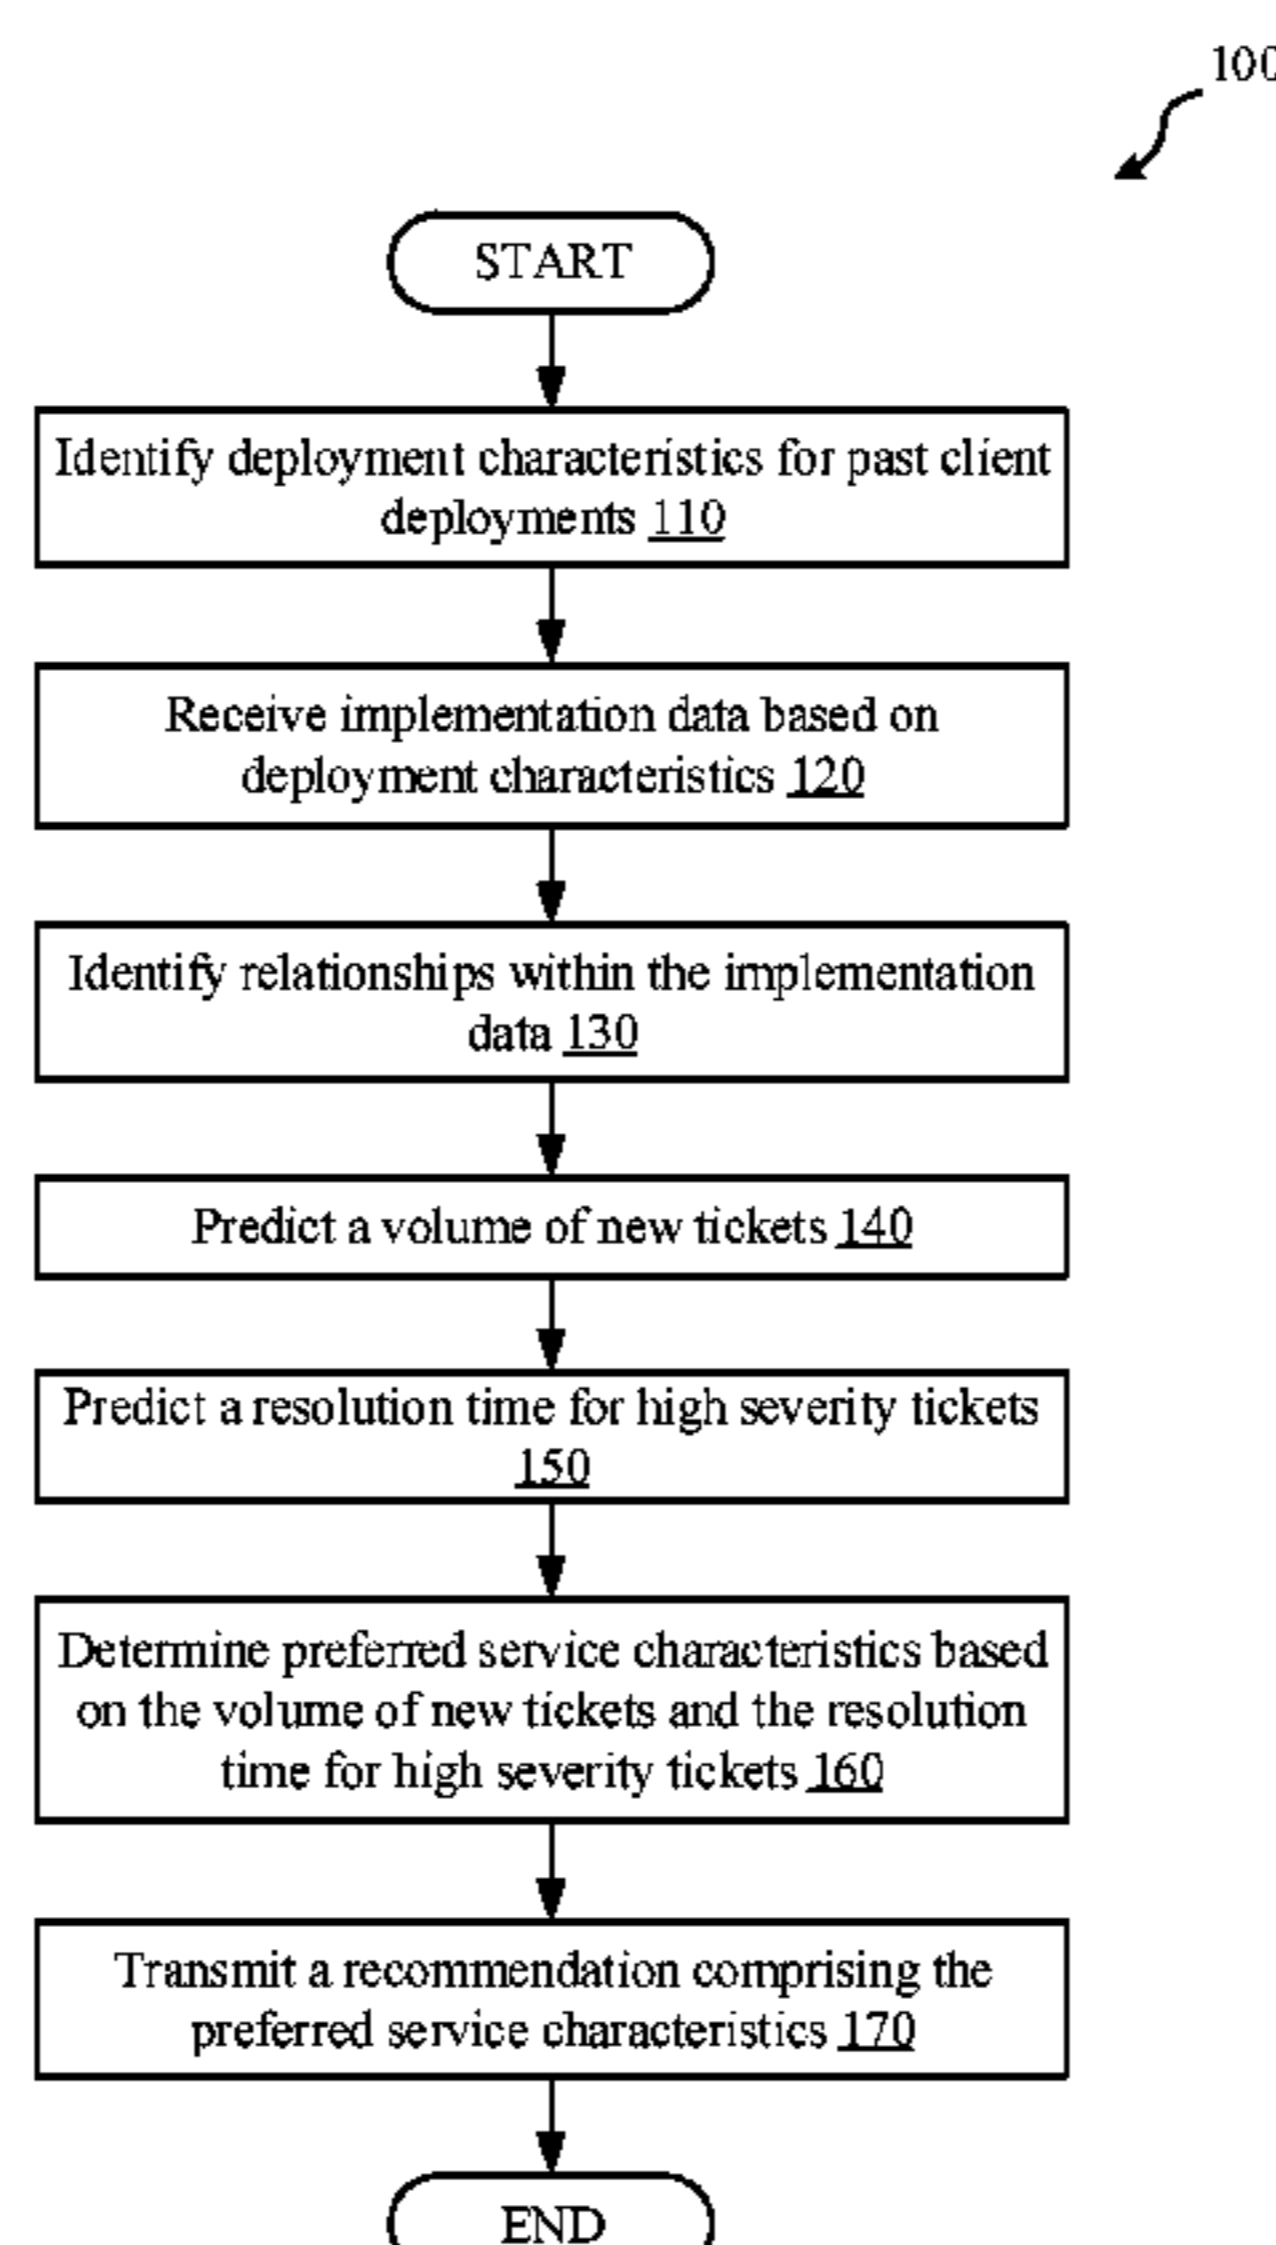 100
START
Identify deployment characteristics for past client
deployments 110
Receive implementation data based on
deployment characteristics 120
Identify relationships within the implementation
data 130
Predict a volume of new tickets 140
Predict a resolution time for high severity tickets
150
Determine preferred service characteristics based
on the volume of new tickets and the resolution
time for high severity tickets 160
Transmit a recommendation comprising the
preferred service characteristics 170
END